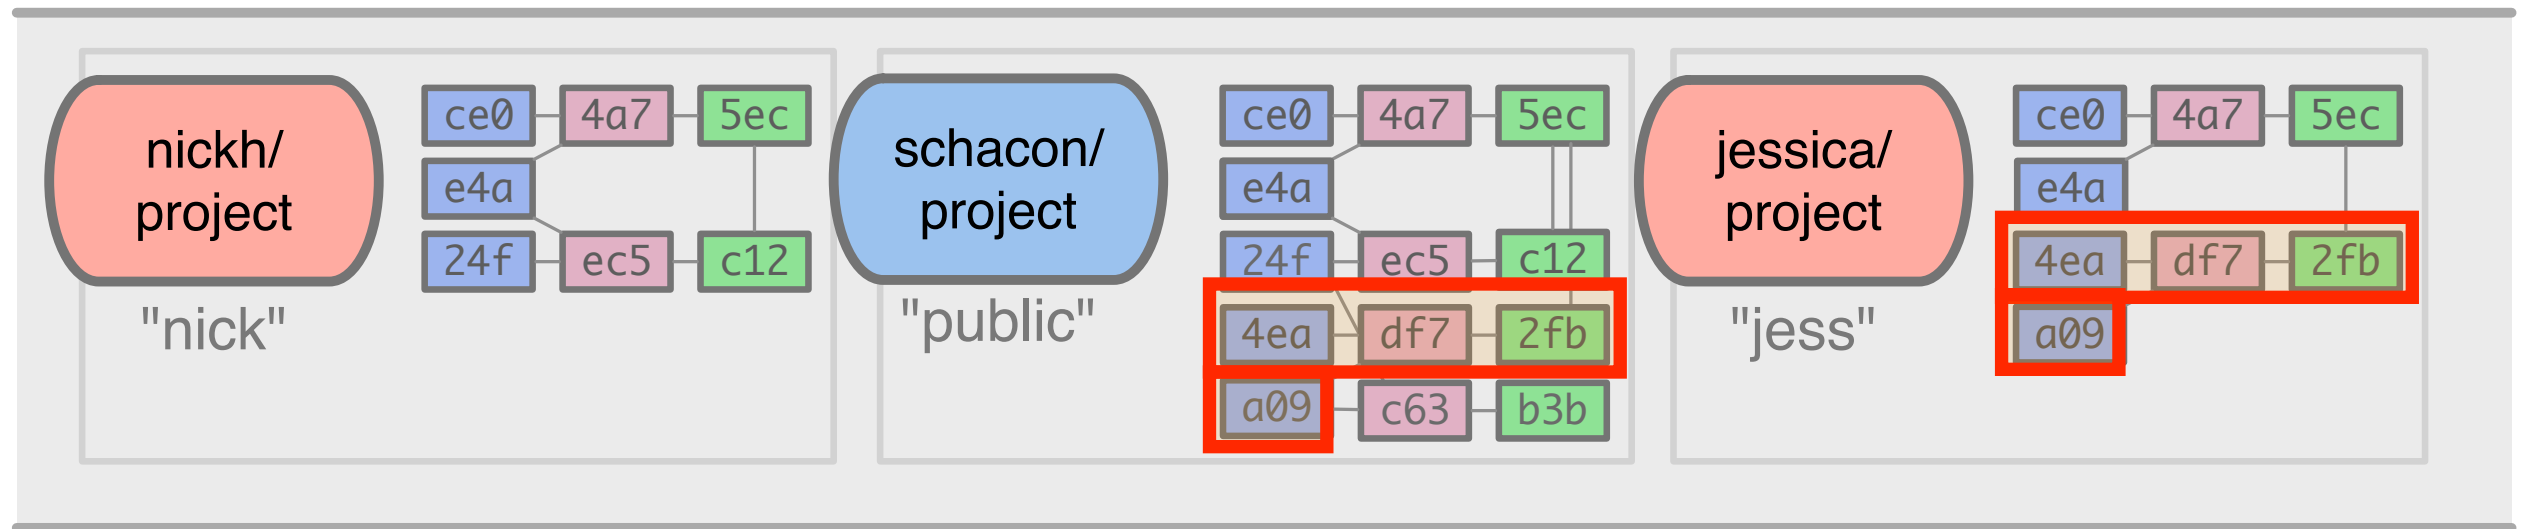 nickh/
project
"nick"
ce0 4a7 5ec
e4a
24f ec5 c12
schacon/
project
"public"
ce0 4a7 5ec
e4a
24f ec5 c12
4ea df7 2fb
a09 c63 b3b
jessica/
project
"jess"
ce0 4a7 5ec
e4a
4ea df7 2fb
a09